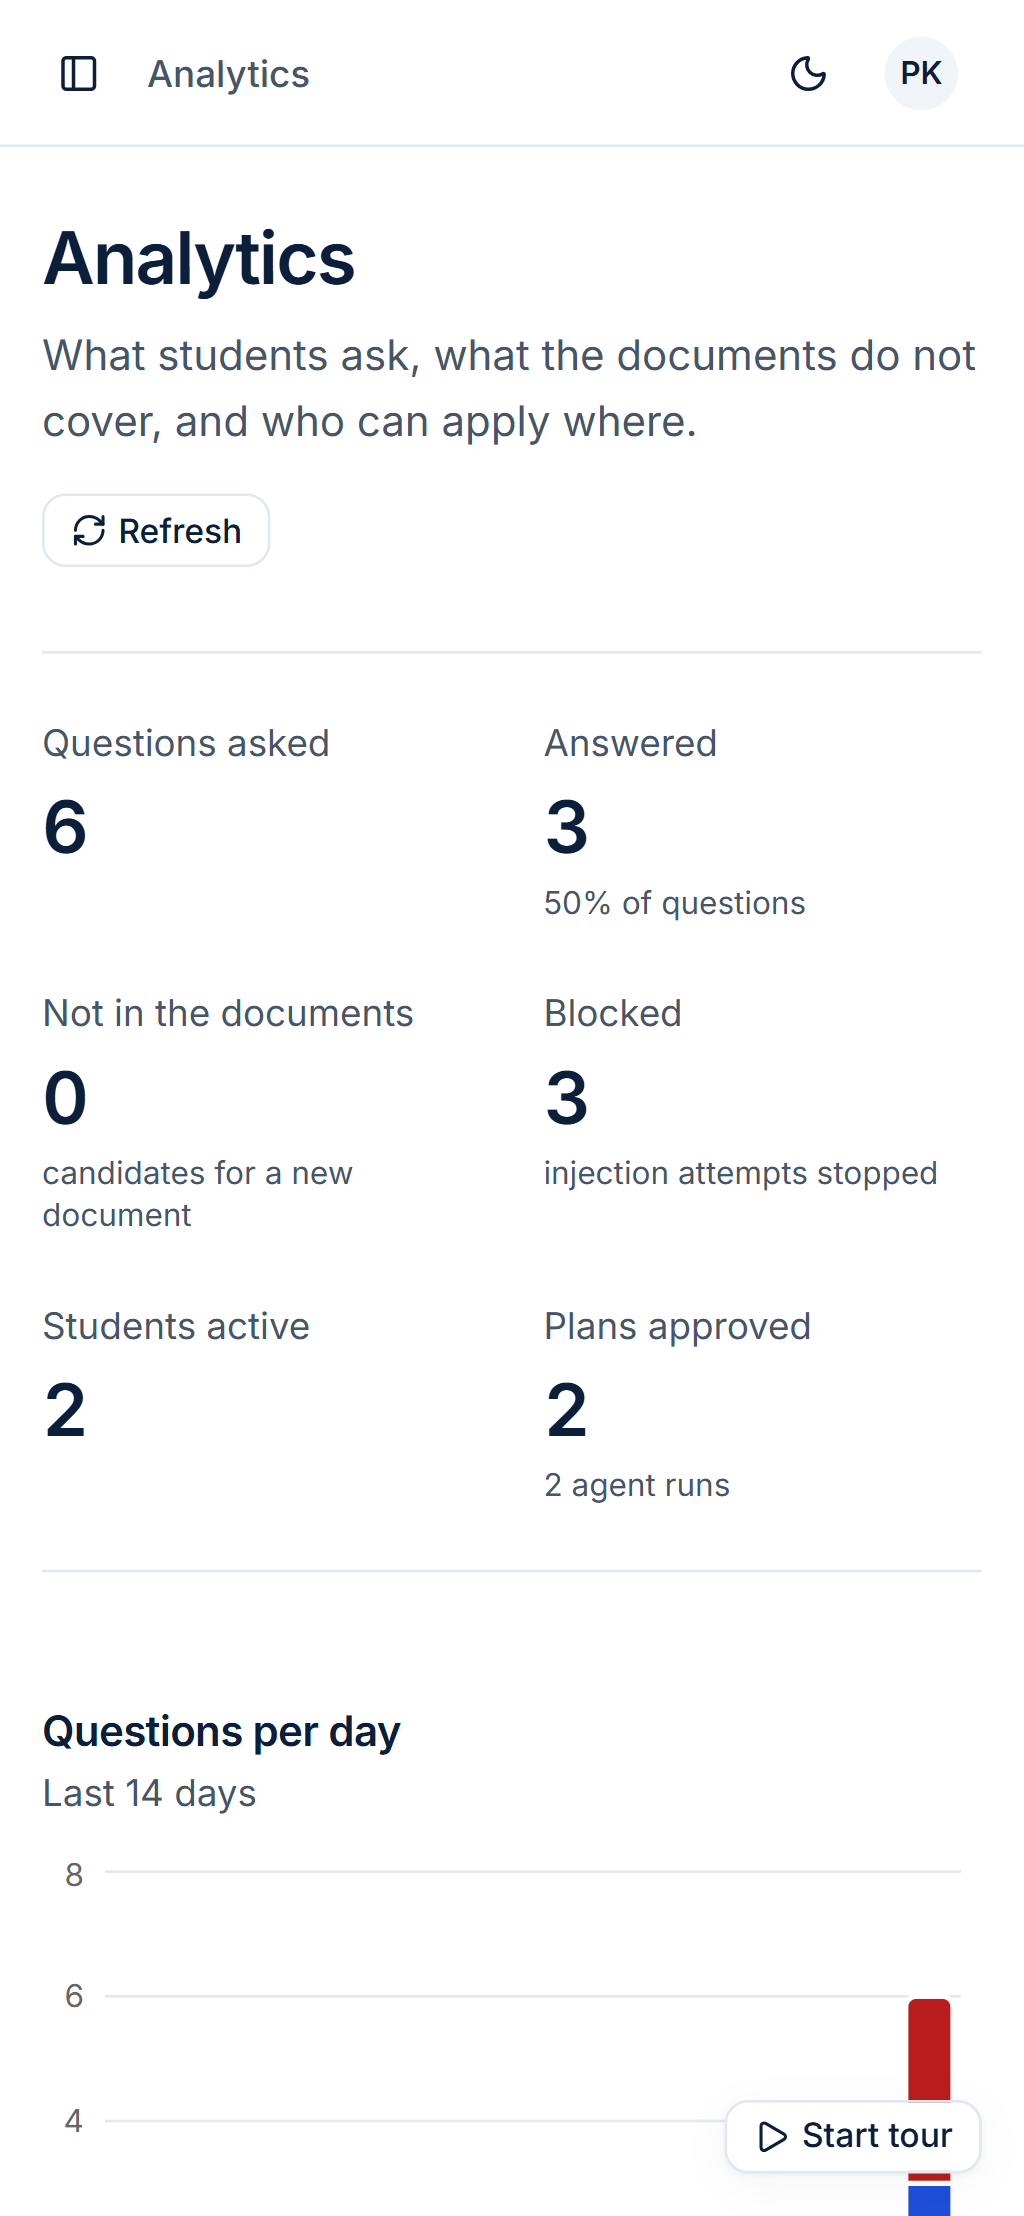 Analytics
PK
Analytics
What students ask, what the documents do not
cover, and who can apply where.
Refresh
Questions asked
6
Answered
3
50% of questions
Not in the documents
0
candidates for a new
document
Blocked
3
injection attempts stopped
Students active
2
Plans approved
2
2 agent runs
Questions per day
Last 14 days
8
6
4
Start tour